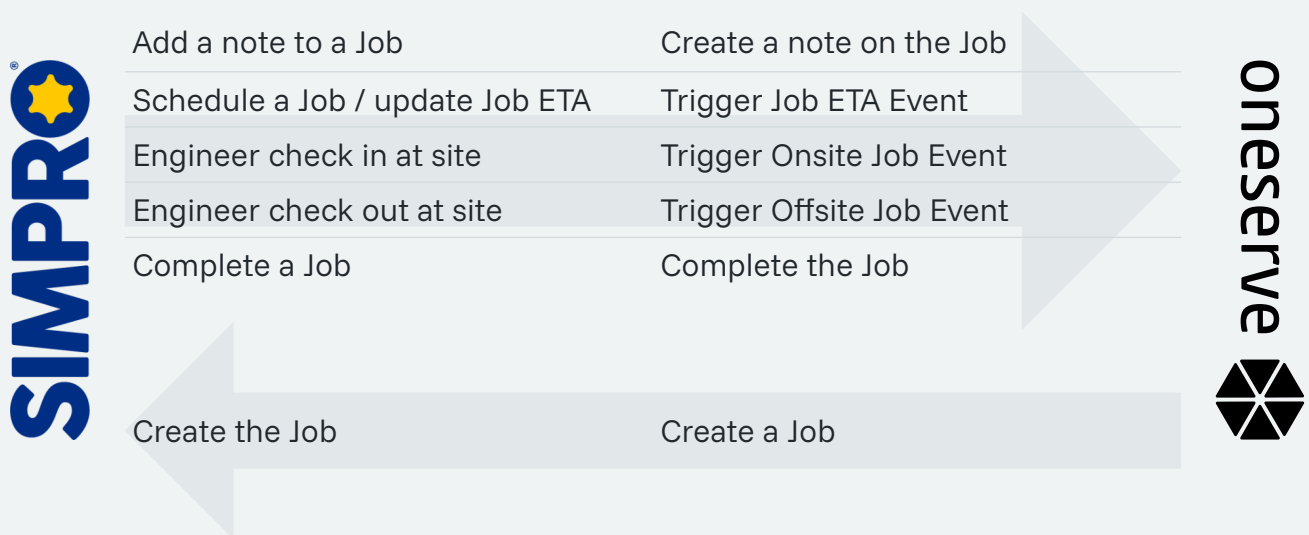 SIMPRO®
Add a note to a Job Create a note on the Job
Schedule a Job / update Job ETA Trigger Job ETA Event
Engineer check in at site Trigger Onsite Job Event
Engineer check out at site Trigger Offsite Job Event
Complete a Job Complete the Job
Create the Job Create a Job
oneserve